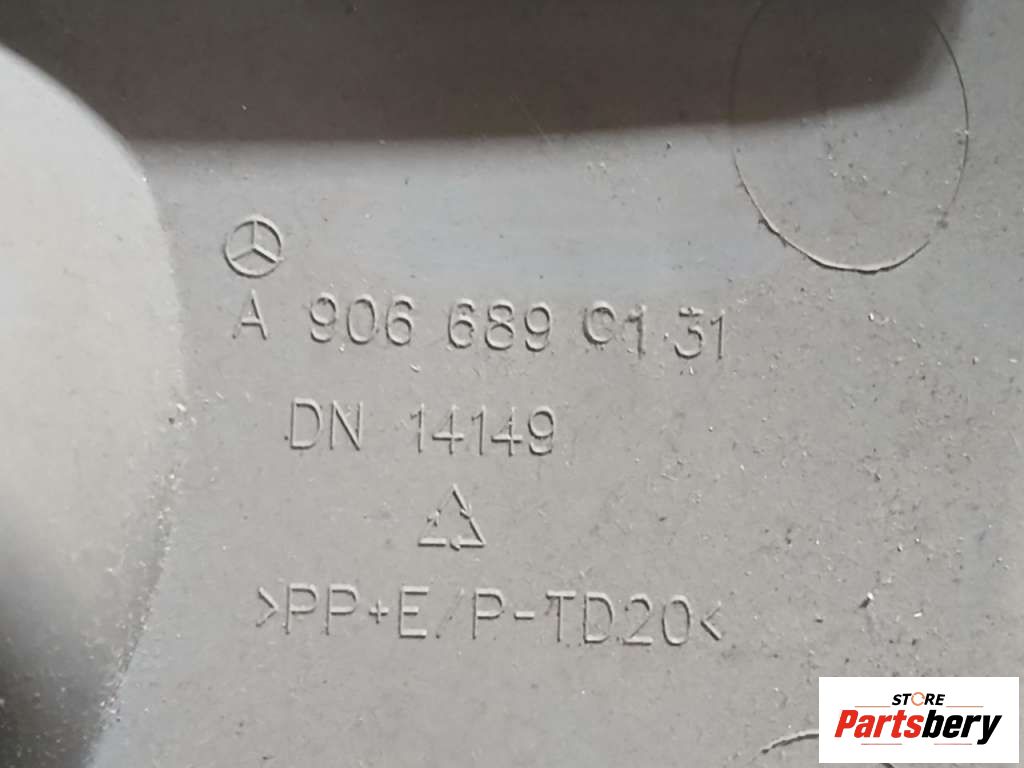 A 906 689 01 31
DN 14149
>PP+E/P-TD20<
STORE
Partsbery